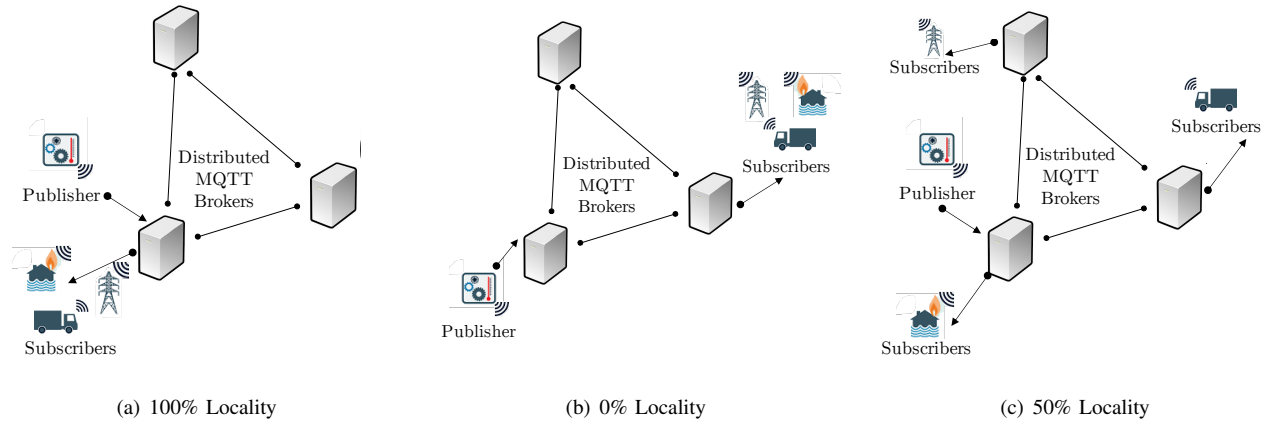 Publisher
Distributed
MQTT
Brokers
Subscribers
(a) 100% Locality
Subscribers
Distributed
MQTT
Brokers
Publisher
(b) 0% Locality
Subscribers
Subscribers
Publisher
Distributed
MQTT
Brokers
Subscribers
(c) 50% Locality